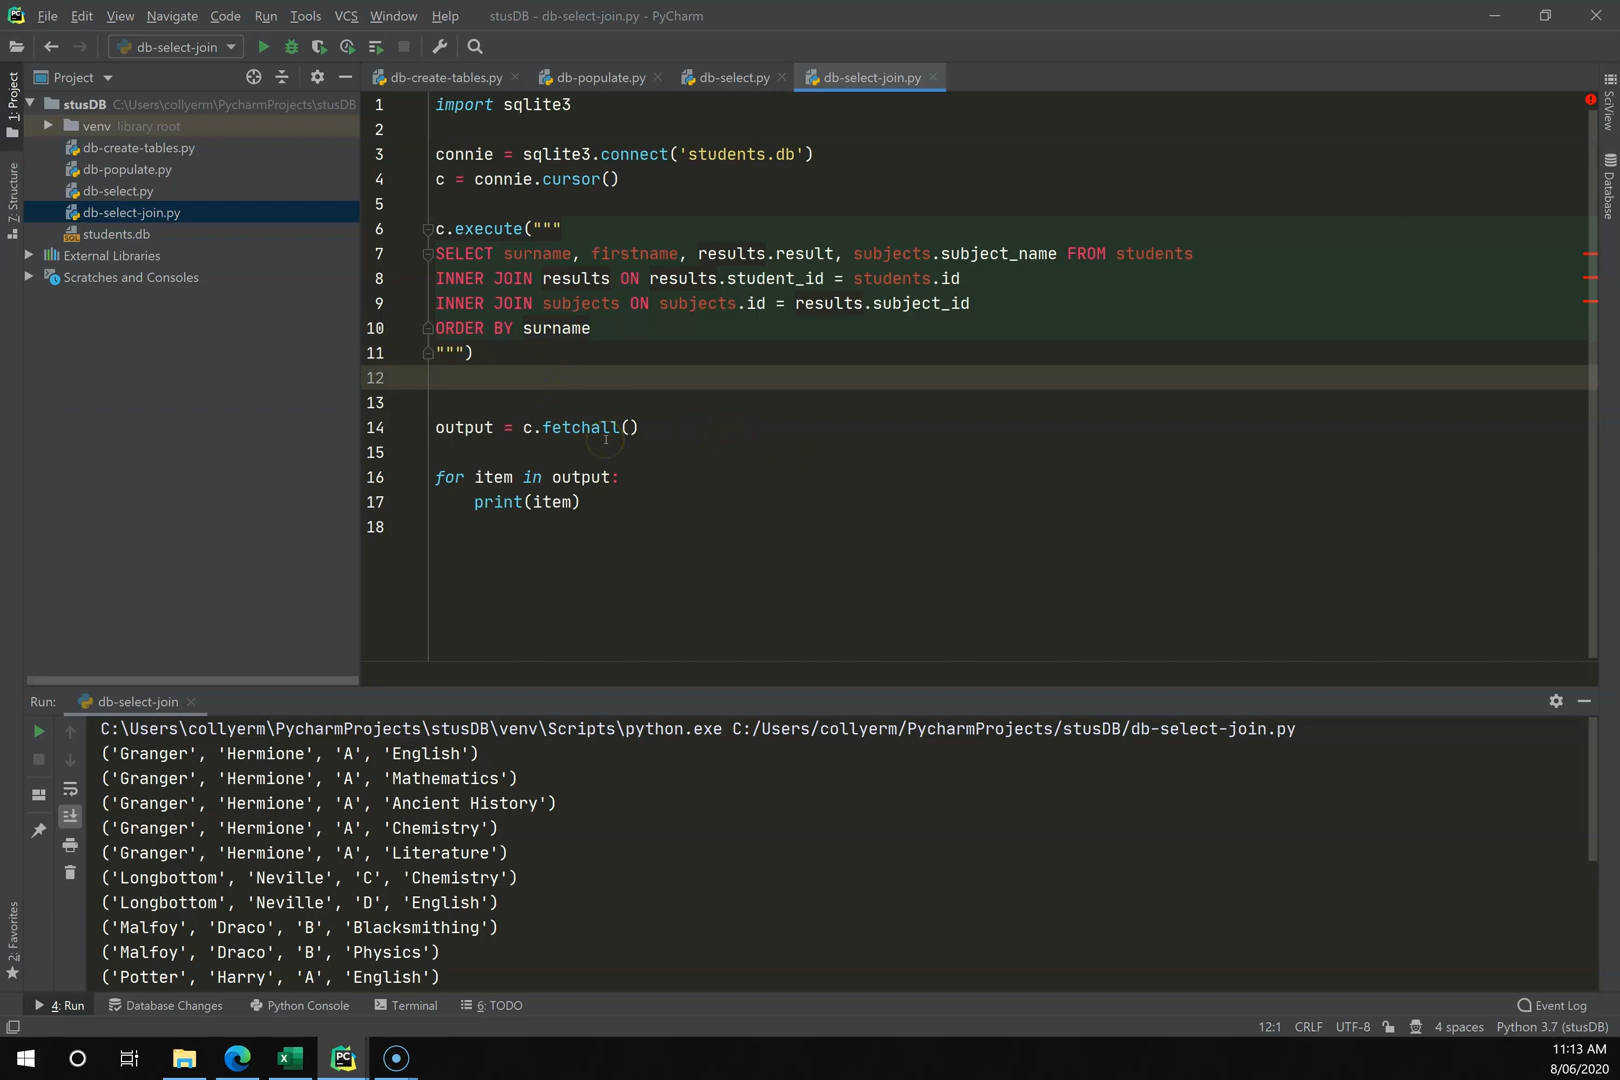 File Edit View Navigate Code Run Tools VCS Window Help stusDB - db-select-join.py - PyCharm
db-select-join
1: Project
7: Structure
2: Favorites
Project
stusDB C:\Users\collyerm\PycharmProjects\stusDB
venv library root
db-create-tables.py
db-populate.py
db-select.py
db-select-join.py
students.db
External Libraries
Scratches and Consoles
db-create-tables.py db-populate.py db-select.py db-select-join.py
1 import sqlite3
2
3 connie = sqlite3.connect('students.db')
4 c = connie.cursor()
5
6 c.execute("""
7 SELECT surname, firstname, results.result, subjects.subject_name FROM students
8 INNER JOIN results ON results.student_id = students.id
9 INNER JOIN subjects ON subjects.id = results.subject_id
10 ORDER BY surname
11 """)
12
13
14 output = c.fetchall()
15
16 for item in output:
17 print(item)
18
SciView
Database
Run: db-select-join
C:\Users\collyerm\PycharmProjects\stusDB\venv\Scripts\python.exe C:/Users/collyerm/PycharmProjects/stusDB/db-select-join.py
('Granger', 'Hermione', 'A', 'English')
('Granger', 'Hermione', 'A', 'Mathematics')
('Granger', 'Hermione', 'A', 'Ancient History')
('Granger', 'Hermione', 'A', 'Chemistry')
('Granger', 'Hermione', 'A', 'Literature')
('Longbottom', 'Neville', 'C', 'Chemistry')
('Longbottom', 'Neville', 'D', 'English')
('Malfoy', 'Draco', 'B', 'Blacksmithing')
('Malfoy', 'Draco', 'B', 'Physics')
('Potter', 'Harry', 'A', 'English')
4: Run Database Changes Python Console Terminal 6: TODO Event Log
12:1 CRLF UTF-8 4 spaces Python 3.7 (stusDB)
11:13 AM
8/06/2020